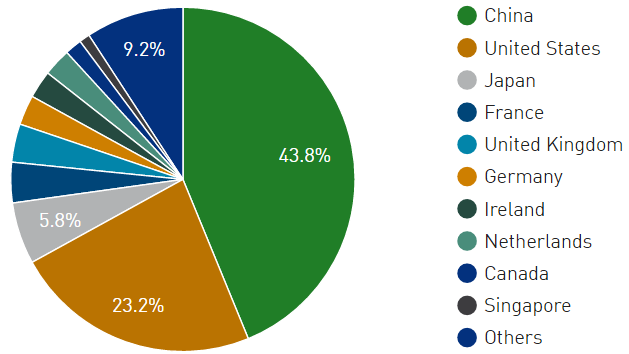 9.2%
43.8%
5.8%
23.2%
China
United States
Japan
France
United Kingdom
Germany
Ireland
Netherlands
Canada
Singapore
Others